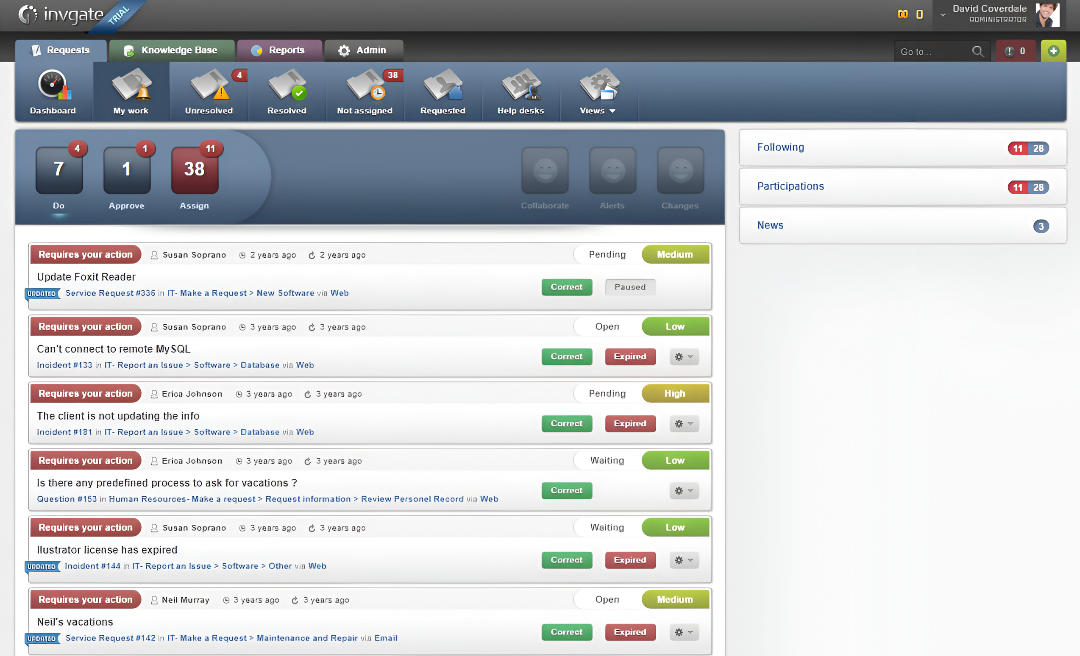 invgate TRIAL
0 David Coverdale
ADMINISTRATOR
Requests Knowledge Base Reports Admin Go to... 0
4 38
Dashboard My work Unresolved Resolved Not assigned Requested Help desks Views
4 1 11
7 1 38
Do Approve Assign Collaborate Alerts Changes
Following 11 28
Participations 11 28
News 3
Requires your action Susan Soprano 2 years ago 2 years ago Pending Medium
Update Foxit Reader
UPDATED Service Request #336 in IT- Make a Request > New Software via Web Correct Paused
Requires your action Susan Soprano 3 years ago 3 years ago Open Low
Can't connect to remote MySQL
Incident #133 in IT- Report an Issue > Software > Database via Web Correct Expired
Requires your action Erica Johnson 3 years ago 3 years ago Pending High
The client is not updating the info
Incident #181 in IT- Report an Issue > Software > Database via Web Correct Expired
Requires your action Erica Johnson 3 years ago 3 years ago Waiting Low
Is there any predefined process to ask for vacations ?
Question #153 in Human Resources- Make a request > Request information > Review Personel Record via Web Correct
Requires your action Susan Soprano 3 years ago 3 years ago Waiting Low
Ilustrator license has expired
UPDATED Incident #144 in IT- Report an Issue > Software > Other via Web Correct Expired
Requires your action Neil Murray 3 years ago 3 years ago Open Medium
Neil's vacations
UPDATED Service Request #142 in IT- Make a Request > Maintenance and Repair via Email Correct Expired